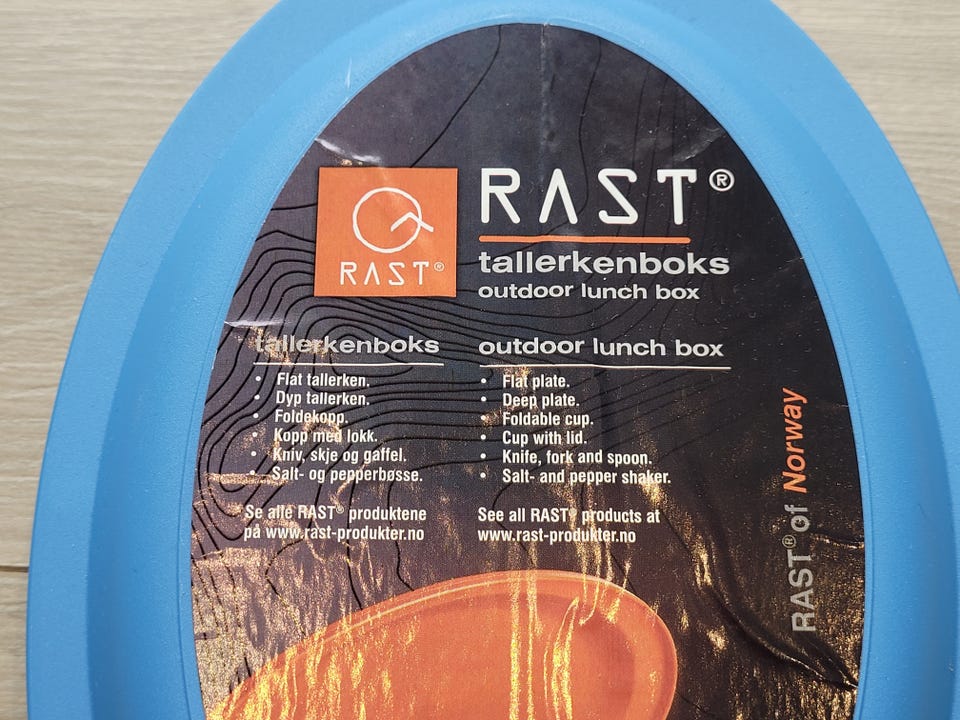 RAST®
RAST®
tallerkenboks
outdoor lunch box
tallerkenboks
• Flat tallerken.
• Dyp tallerken.
• Foldekopp.
• Kopp med lokk.
• Kniv, skje og gaffel.
• Salt- og pepperbøsse.
Se alle RAST® produktene
på www.rast-produkter.no
outdoor lunch box
• Flat plate.
• Deep plate.
• Foldable cup.
• Cup with lid.
• Knife, fork and spoon.
• Salt- and pepper shaker.
See all RAST® products at
www.rast-produkter.no
RAST® of Norway